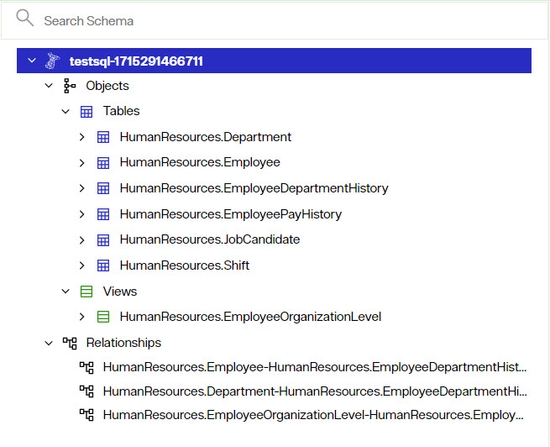 Search Schema
testsql-1715291466711
Objects
Tables
HumanResources.Department
HumanResources.Employee
HumanResources.EmployeeDepartmentHistory
HumanResources.EmployeePayHistory
HumanResources.JobCandidate
HumanResources.Shift
Views
HumanResources.EmployeeOrganizationLevel
Relationships
HumanResources.Employee-HumanResources.EmployeeDepartmentHist...
HumanResources.Department-HumanResources.EmployeeDepartmentHi...
HumanResources.EmployeeOrganizationLevel-HumanResources.Employ...